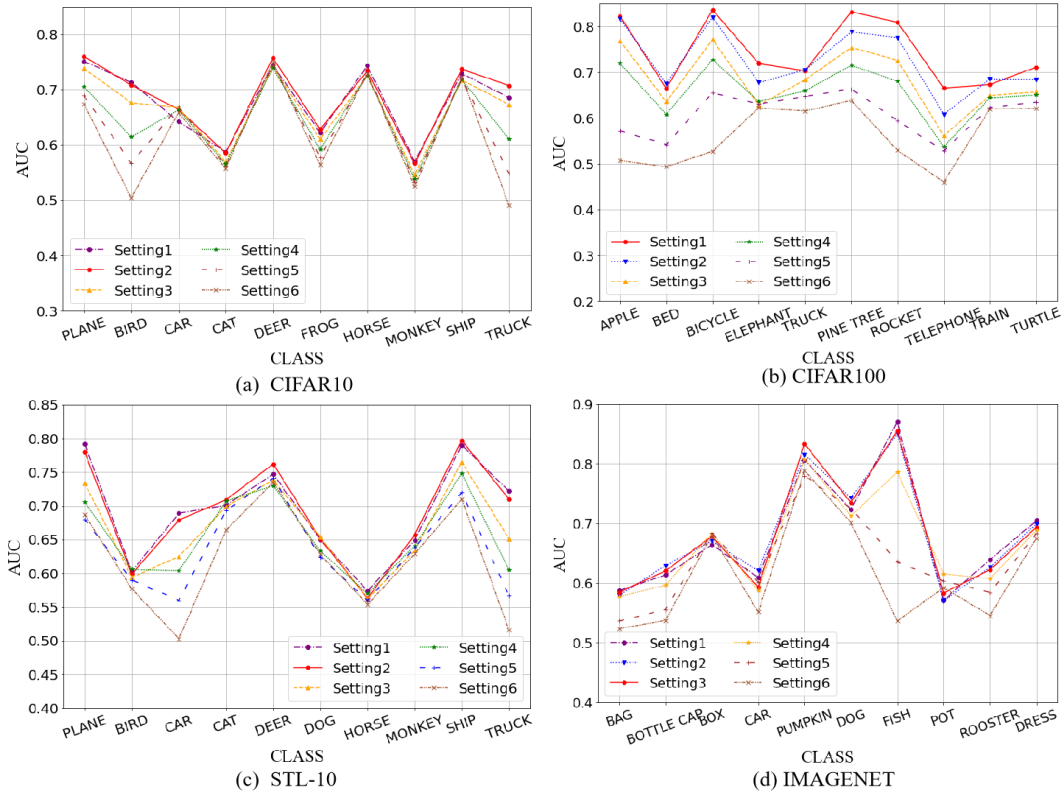 0.8
0.7
0.6
0.5
0.4
0.3
AUC
Setting1
Setting2
Setting3
Setting4
Setting5
Setting6
PLANE
BIRD
CAR
CAT
DEER
FROG
HORSE
MONKEY
SHIP
TRUCK
CLASS
(a) CIFAR10
0.8
0.7
0.6
0.5
0.4
0.3
0.2
AUC
Setting1
Setting2
Setting3
Setting4
Setting5
Setting6
APPLE
BED
BICYCLE
ELEPHANT
TRUCK
PINE TREE
ROCKET
TELEPHONE
TRAIN
TURTLE
CLASS
(b) CIFAR100
0.85
0.80
0.75
0.70
0.65
0.60
0.55
0.50
0.45
0.40
AUC
Setting1
Setting2
Setting3
Setting4
Setting5
Setting6
PLANE
BIRD
CAR
CAT
DEER
DOG
HORSE
MONKEY
SHIP
TRUCK
CLASS
(c) STL-10
0.9
0.8
0.7
0.6
0.5
0.4
AUC
Setting1
Setting2
Setting3
Setting4
Setting5
Setting6
BAG
BOTTLE CAP
BOX
CAR
PUMPKIN
DOG
FISH
POT
ROOSTER
DRESS
CLASS
(d) IMAGENET